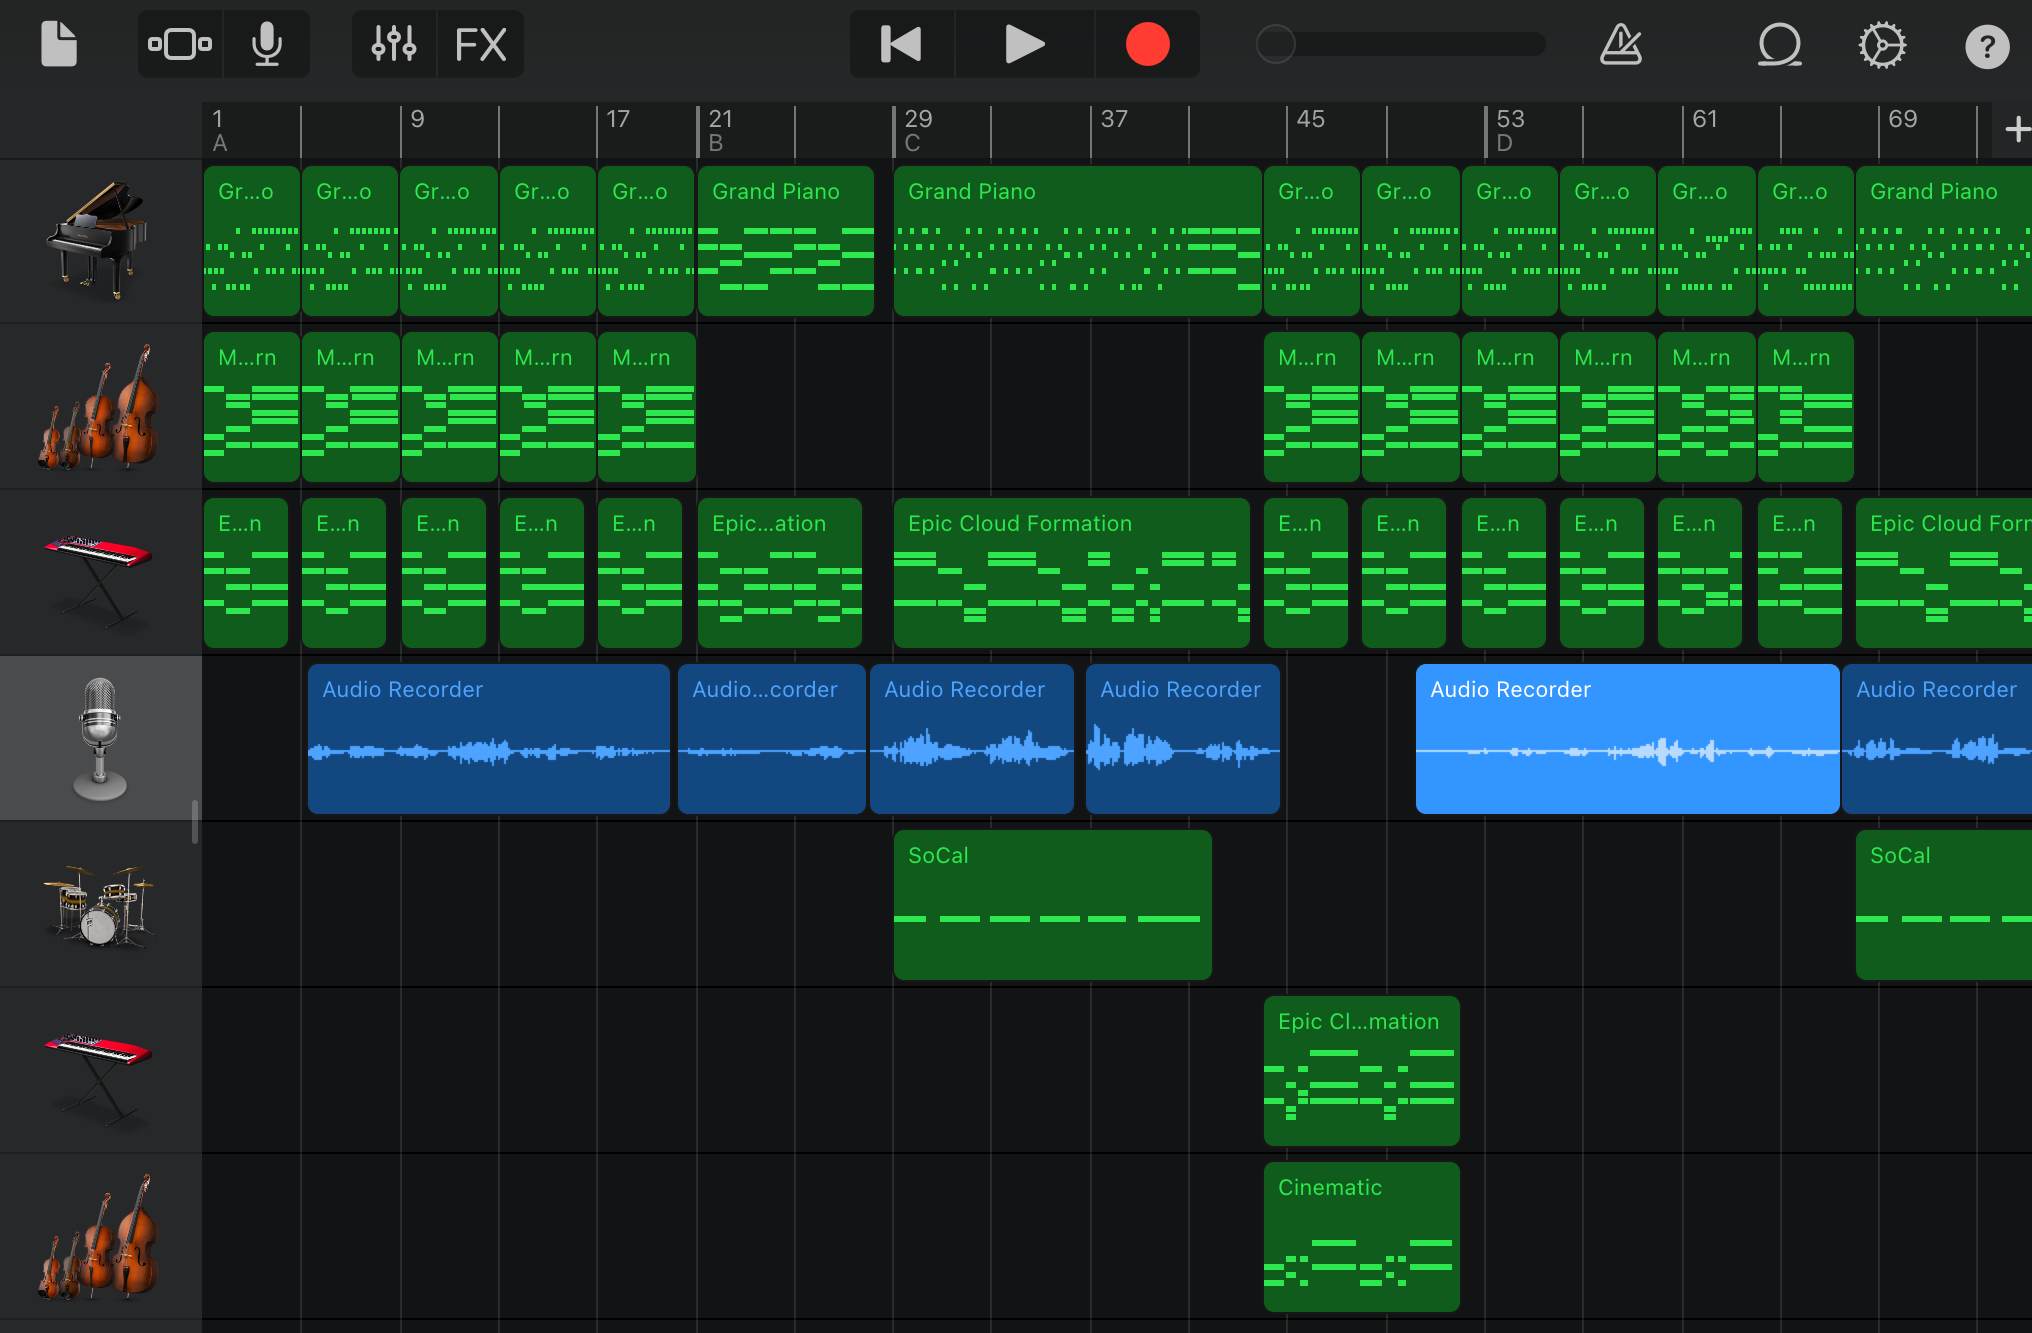 FX
1 9 17 21 29 37 45 53 61 69
A B C D
Gr...o Gr...o Gr...o Gr...o Gr...o Grand Piano Grand Piano Gr...o Gr...o Gr...o Gr...o Gr...o Gr...o Grand Piano
M...rn M...rn M...rn M...rn M...rn M...rn M...rn M...rn M...rn M...rn M...rn
E...n E...n E...n E...n E...n Epic...ation Epic Cloud Formation E...n E...n E...n E...n E...n E...n Epic Cloud Forn
Audio Recorder Audio...corder Audio Recorder Audio Recorder Audio Recorder Audio Recorder
SoCal SoCal
Epic Cl...mation
Cinematic